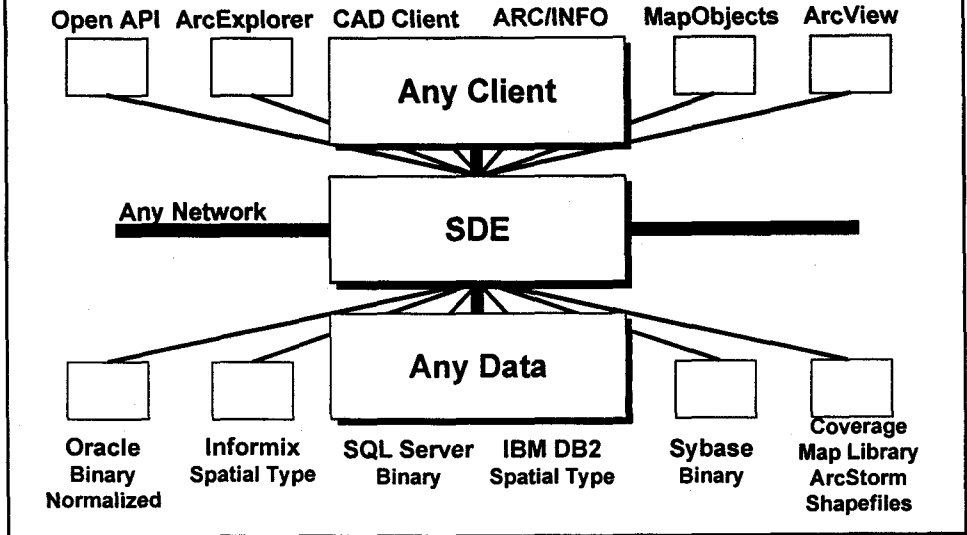 Open API ArcExplorer CAD Client ARC/INFO MapObjects ArcView
Any Client
Any Network
SDE
Any Data
Oracle
Binary
Normalized
Informix
Spatial Type
SQL Server
Binary
IBM DB2
Spatial Type
Sybase
Binary
Coverage
Map Library
ArcStorm
Shapefiles